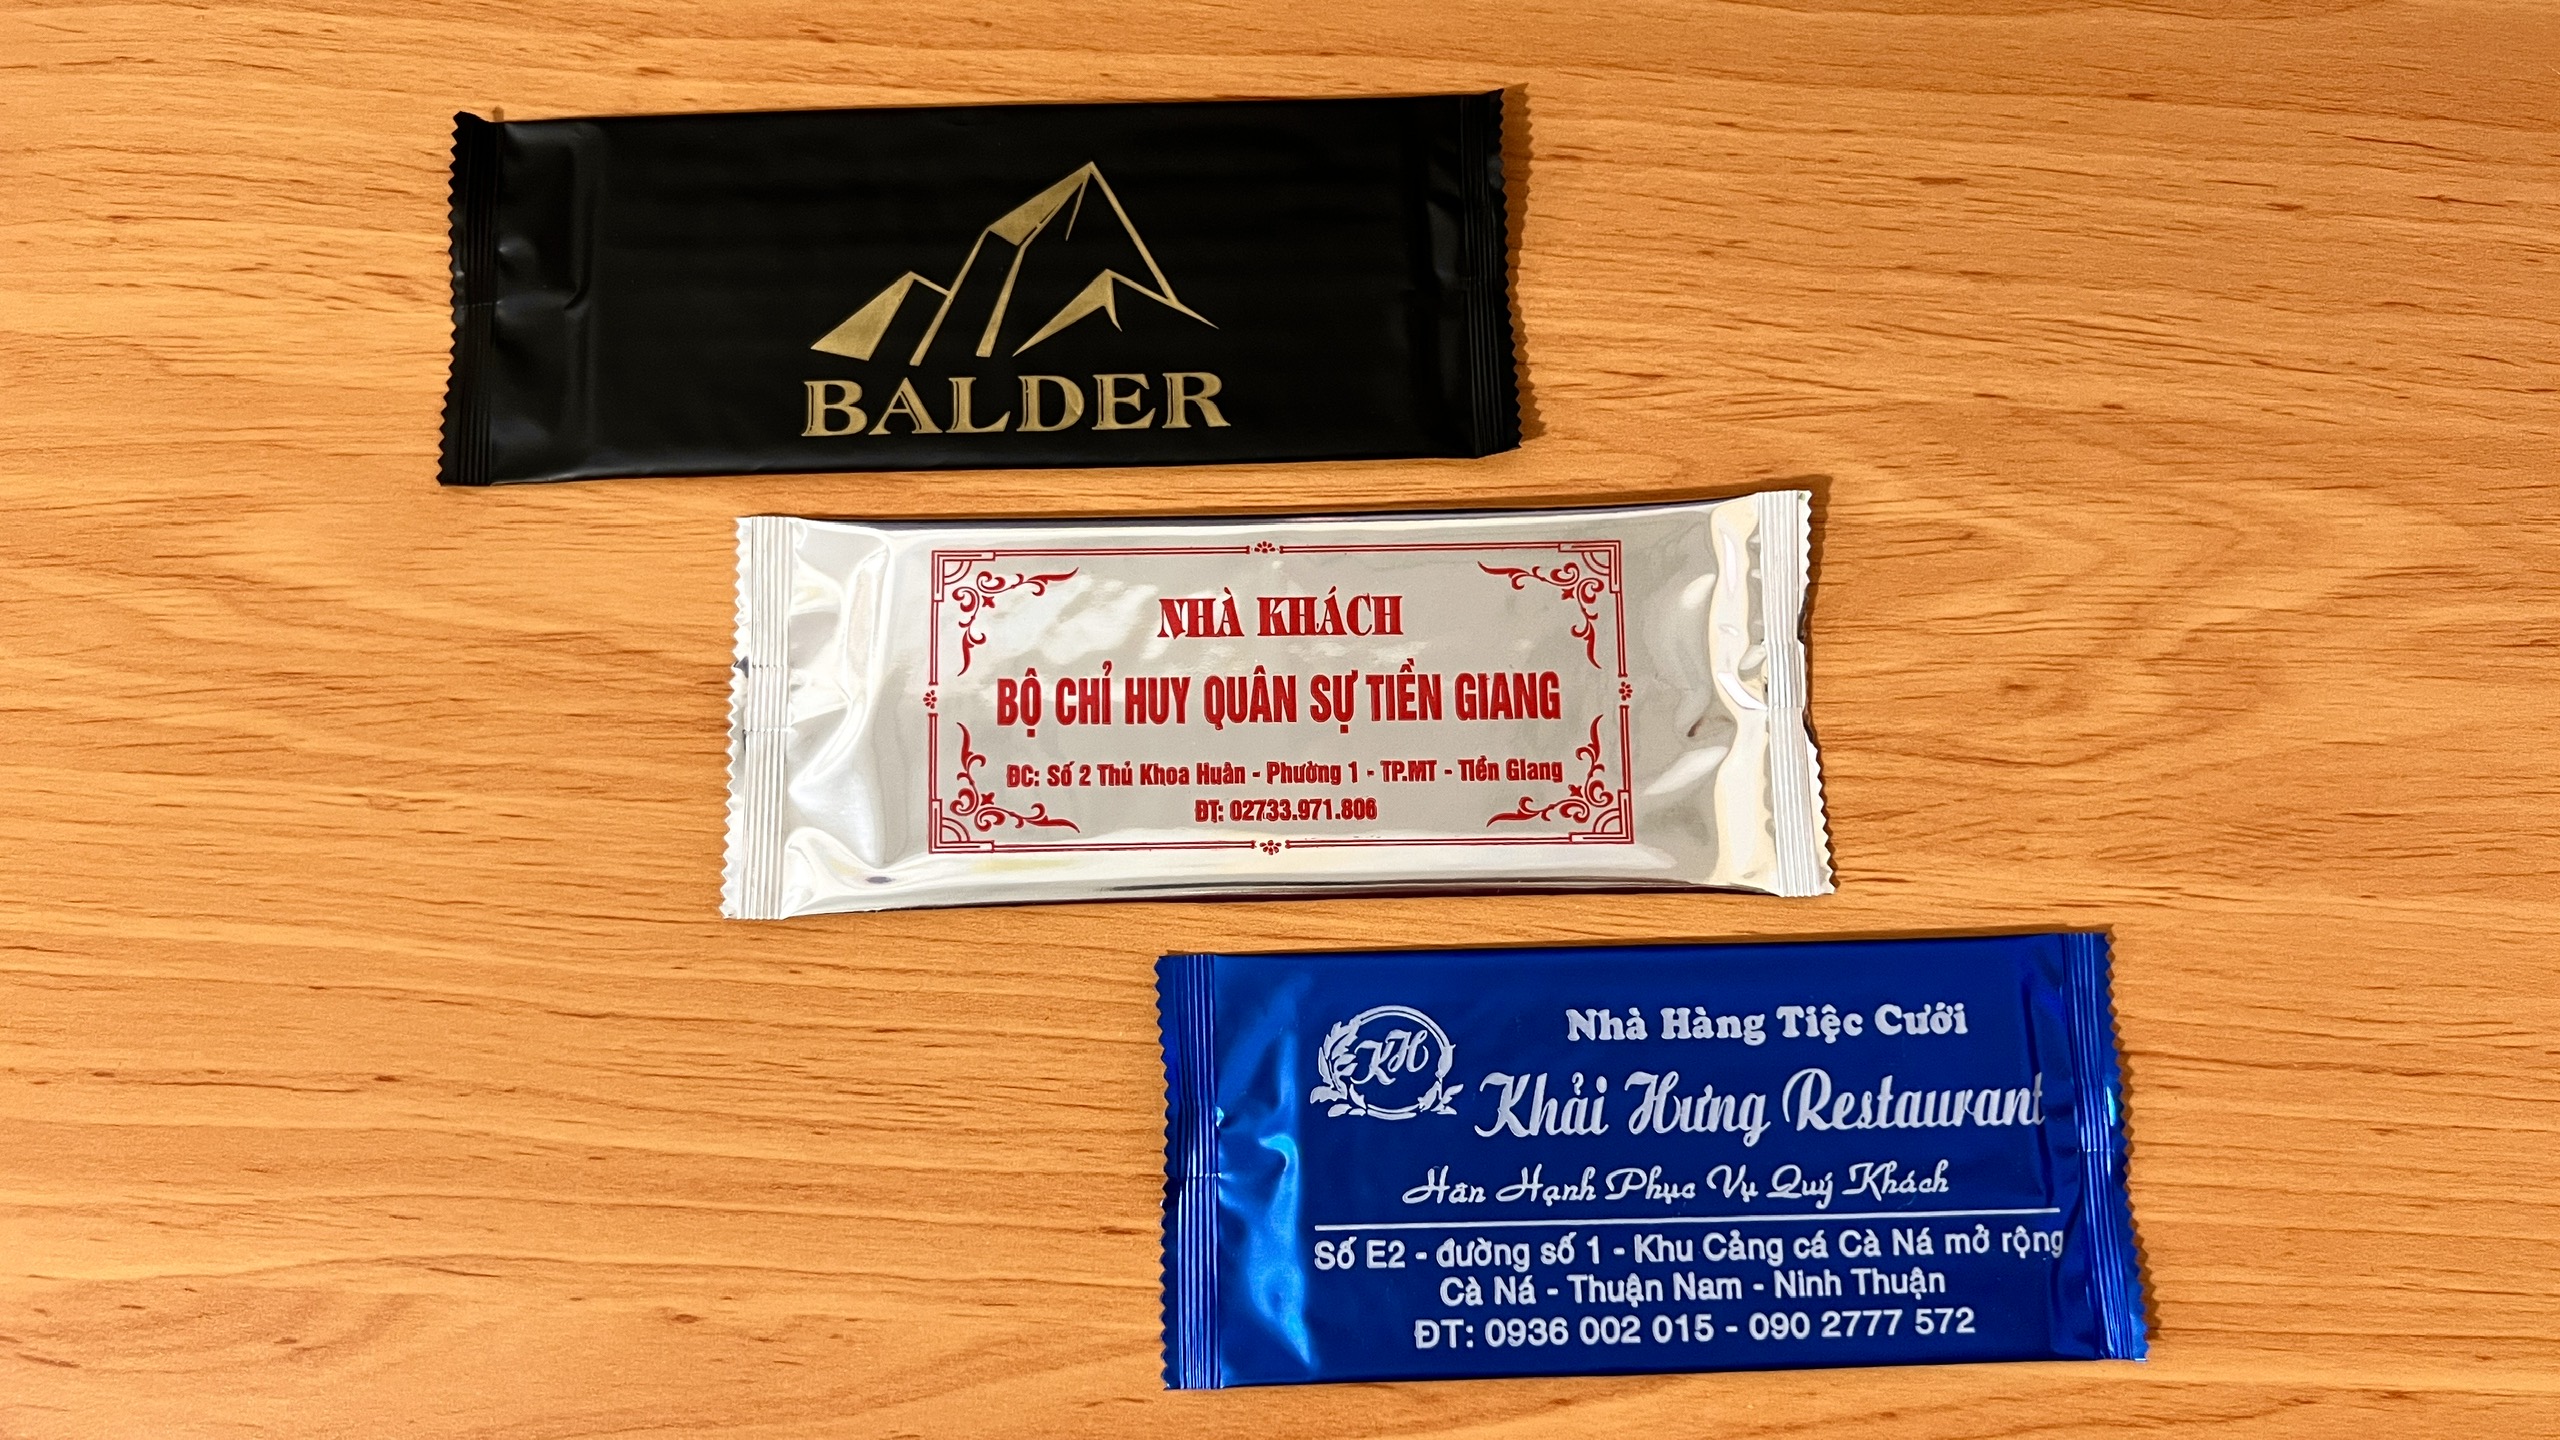 BALDER
NHÀ KHÁCH
BỘ CHỈ HUY QUÂN SỰ TIỀN GIANG
ĐC: Số 2 Thủ Khoa Huân - Phường 1 - TP.MT - Tiền Giang
ĐT: 02733.971.806
KH
Nhà Hàng Tiệc Cưới
Khải Hưng Restaurant
Hân Hạnh Phục Vụ Quý Khách
Số E2 - đường số 1 - Khu Cảng cá Cà Ná mở rộng
Cà Ná - Thuận Nam - Ninh Thuận
ĐT: 0936 002 015 - 090 2777 572